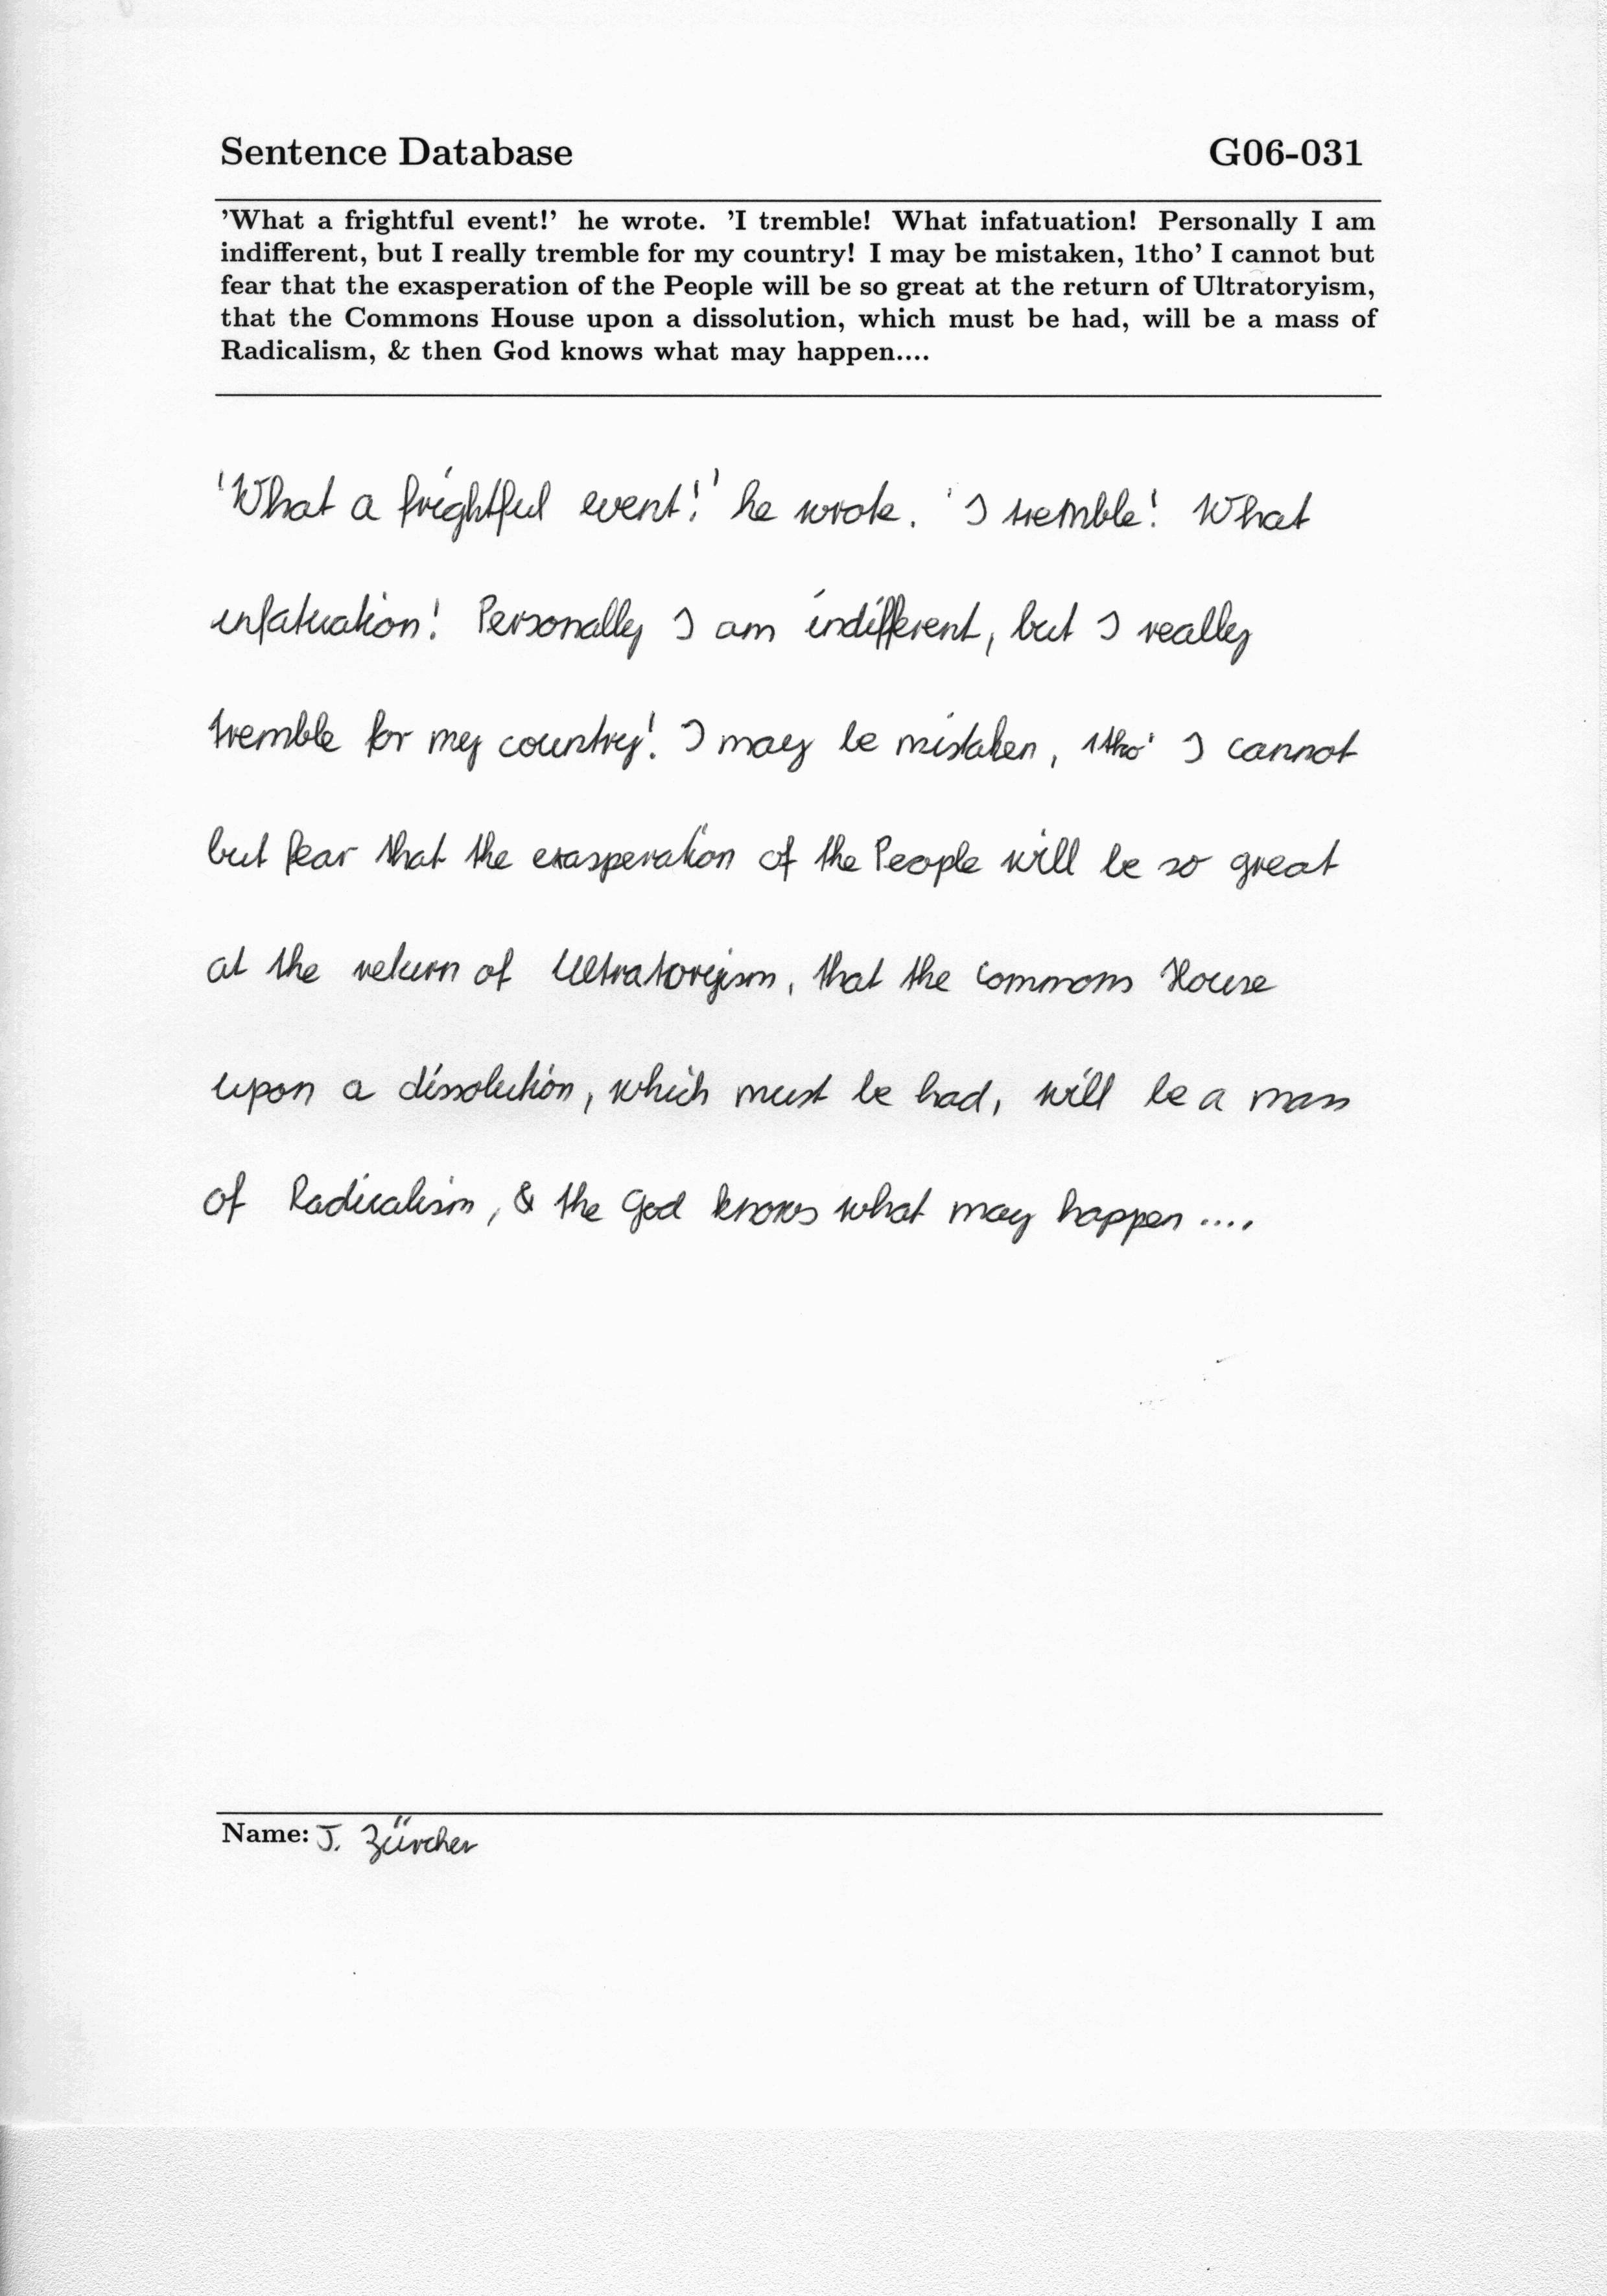 Sentence Database G06-031
'What a frightful event!' he wrote. 'I tremble! What infatuation! Personally I am
indifferent, but I really tremble for my country! I may be mistaken, 1tho' I cannot but
fear that the exasperation of the People will be so great at the return of Ultratoryism,
that the Commons House upon a dissolution, which must be had, will be a mass of
Radicalism, & then God knows what may happen....
'What a frightful event!' he wrote. 'I tremble! What
infatuation! Personally I am indifferent, but I really
tremble for my country! I may be mistaken, 1tho' I cannot
but fear that the exasperation of the People will be so great
at the return of Ultratoryism, that the Commons House
upon a dissolution, which must be had, will be a mass
of Radicalism, & the God knows what may happen....
Name: J. Zürcher